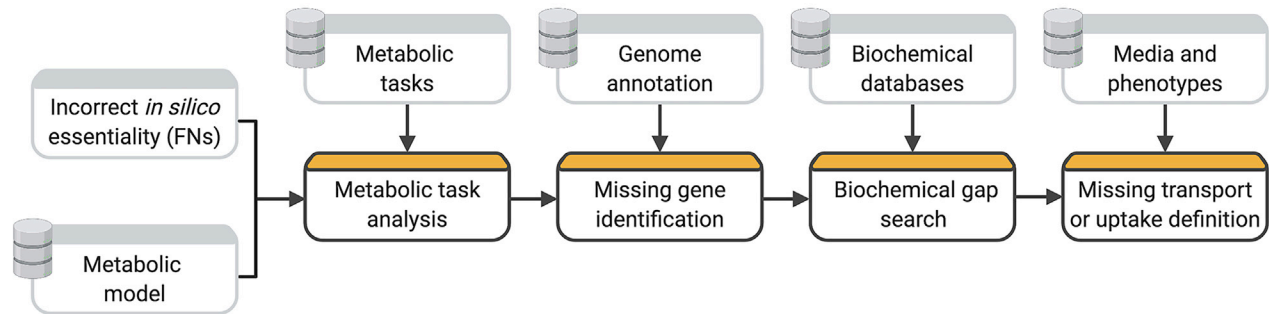 Metabolic
tasks
Genome
annotation
Biochemical
databases
Media and
phenotypes
Incorrect in silico
essentiality (FNs)
Metabolic task
analysis
Missing gene
identification
Biochemical gap
search
Missing transport
or uptake definition
Metabolic
model